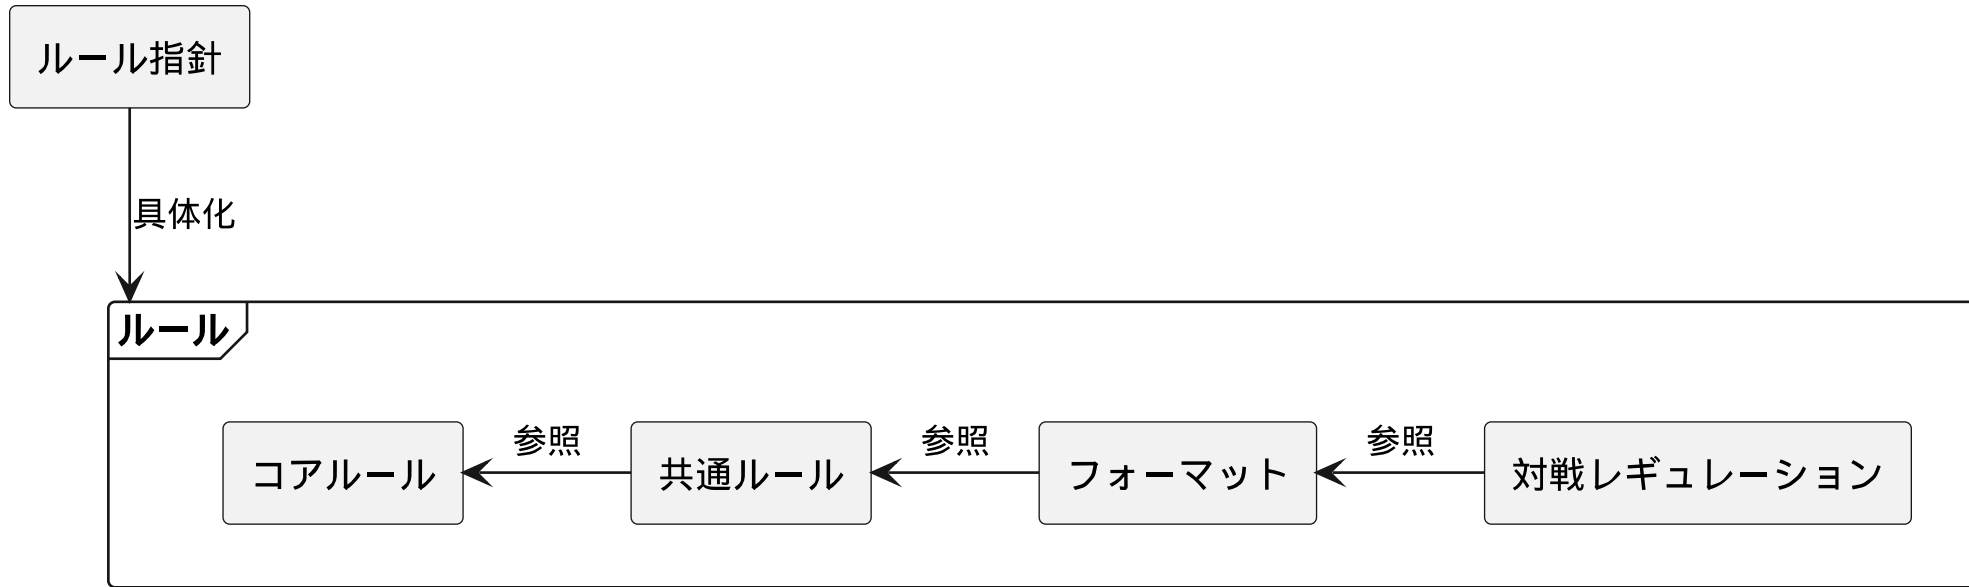 ルール指針
具体化
ルール
コアルール
参照
共通ルール
参照
フォーマット
参照
対戦レギュレーション